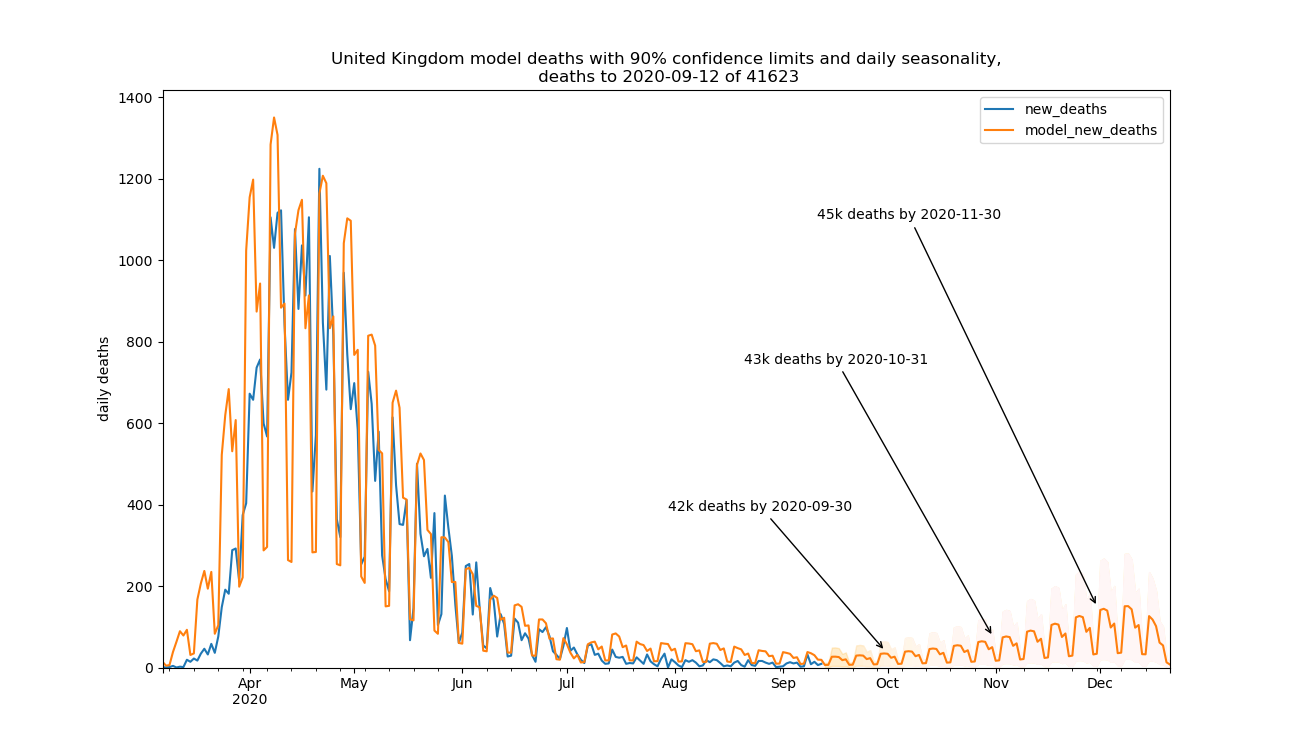 United Kingdom model deaths with 90% confidence limits and daily seasonality,
deaths to 2020-09-12 of 41623
1400
new_deaths
model_new_deaths
1200
45k deaths by 2020-11-30
1000
800
43k deaths by 2020-10-31
daily deaths
600
400
42k deaths by 2020-09-30
200
0
Apr May Jun Jul Aug Sep Oct Nov Dec
2020